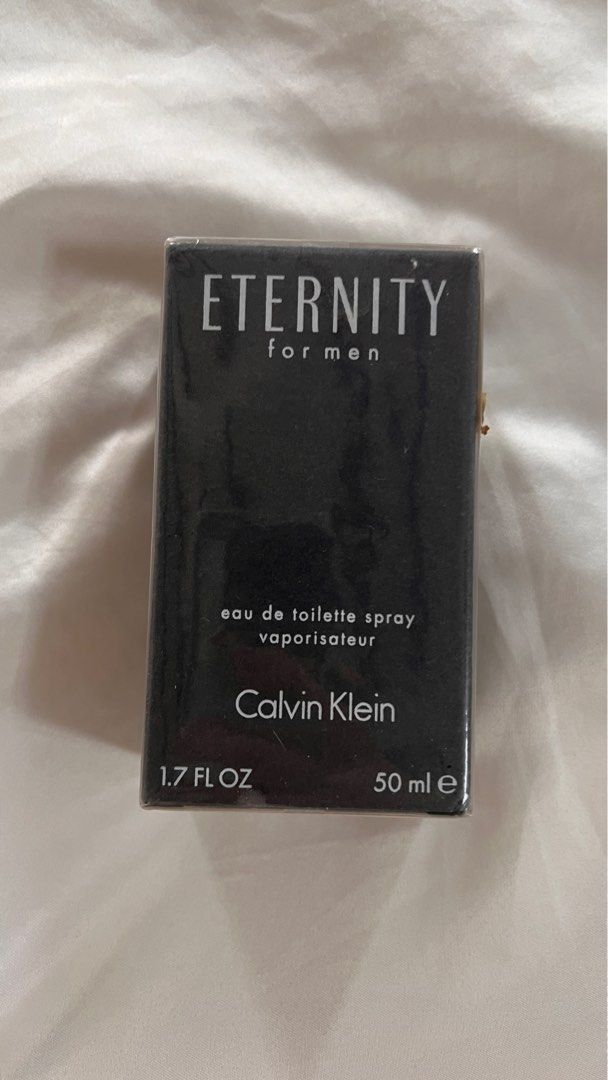 ETERNITY
for men
eau de toilette spray
vaporisateur
Calvin Klein
1.7 FL OZ 50 ml ℮